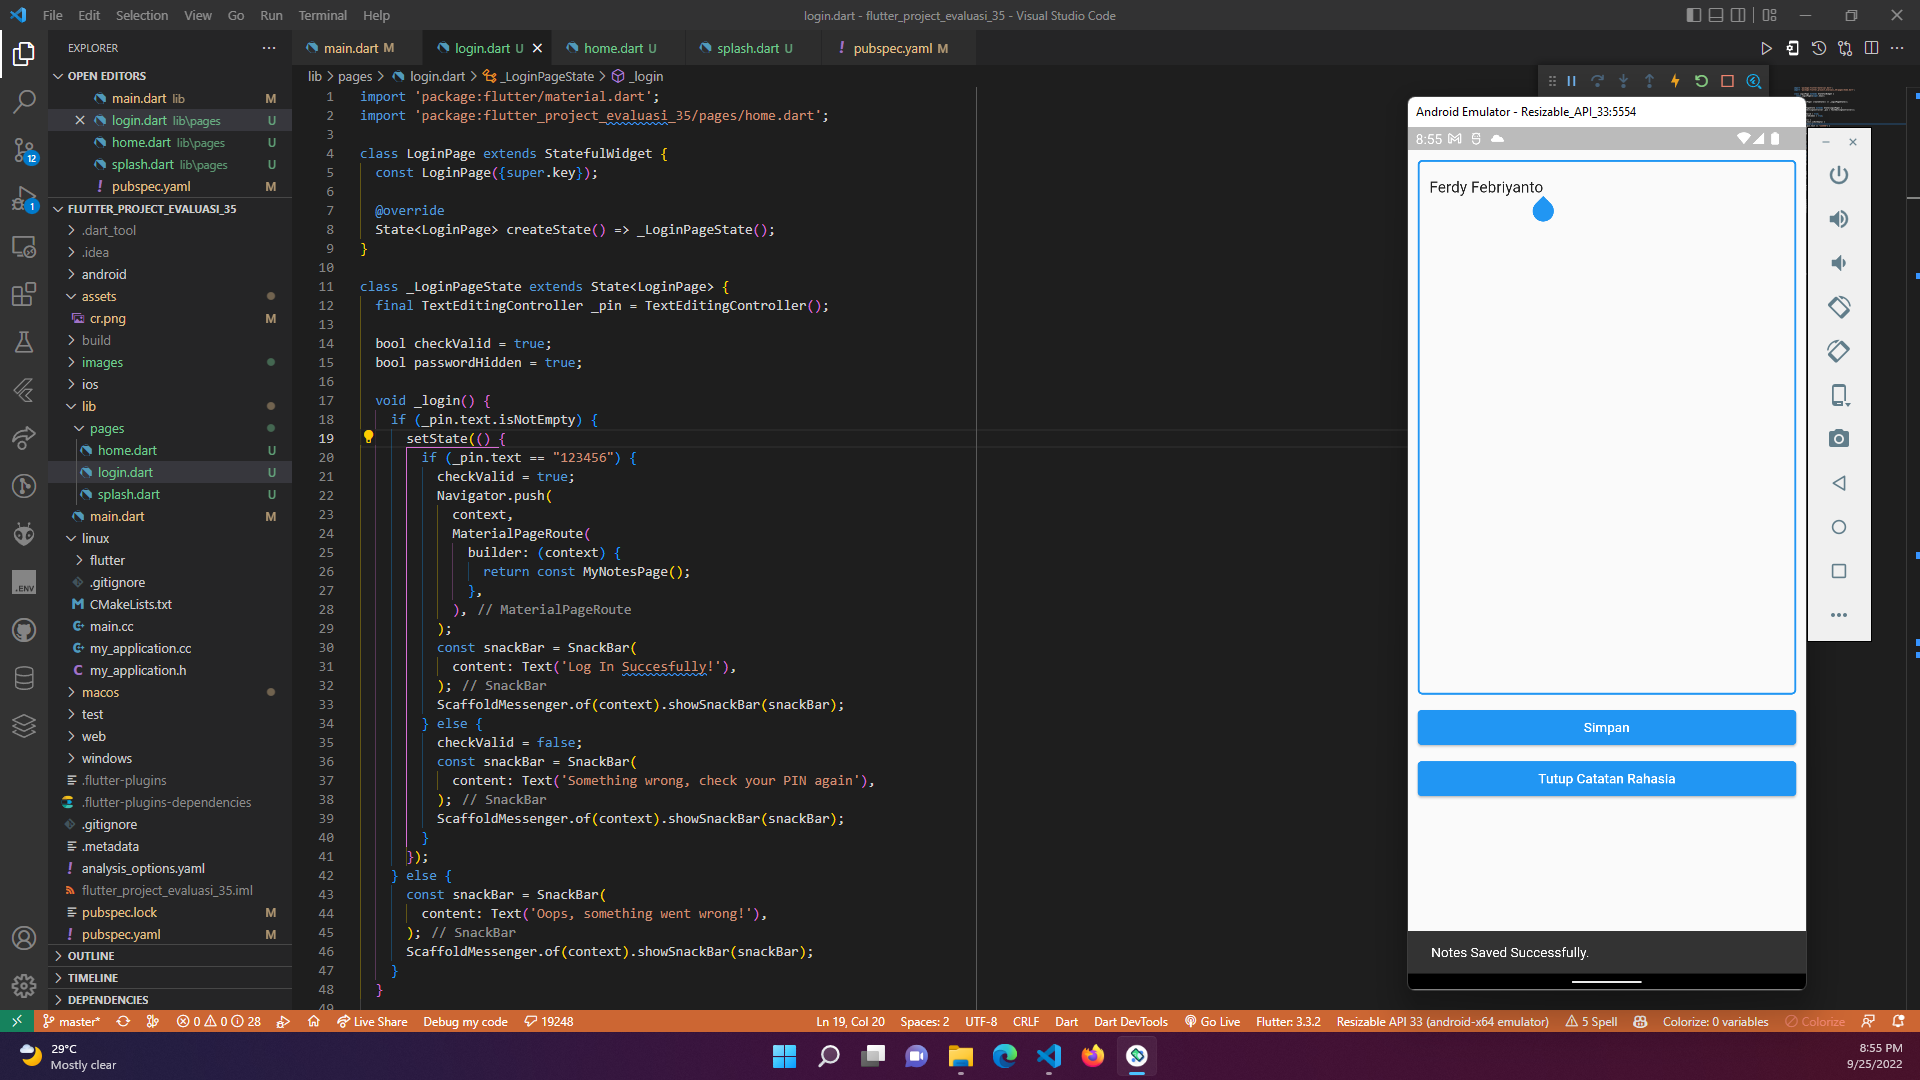 File Edit Selection View Go Run Terminal Help
login.dart - flutter_project_evaluasi_35 - Visual Studio Code
EXPLORER
OPEN EDITORS
main.dart lib M
login.dart lib\pages U
home.dart lib\pages U
splash.dart lib\pages U
! pubspec.yaml M
FLUTTER_PROJECT_EVALUASI_35
.dart_tool
.idea
android
assets
cr.png M
build
images
ios
lib
pages
home.dart U
login.dart U
splash.dart U
main.dart M
linux
flutter
.gitignore
CMakeLists.txt
main.cc
my_application.cc
my_application.h
macos
test
web
windows
.flutter-plugins
.flutter-plugins-dependencies
.gitignore
.metadata
! analysis_options.yaml
flutter_project_evaluasi_35.iml
pubspec.lock M
! pubspec.yaml M
OUTLINE
TIMELINE
DEPENDENCIES
12
1
.ENV
main.dart M login.dart U home.dart U splash.dart U ! pubspec.yaml M
lib > pages > login.dart > _LoginPageState > _login
1 import 'package:flutter/material.dart';
2 import 'package:flutter_project_evaluasi_35/pages/home.dart';
3
4 class LoginPage extends StatefulWidget {
5 const LoginPage({super.key});
6
7 @override
8 State<LoginPage> createState() => _LoginPageState();
9 }
10
11 class _LoginPageState extends State<LoginPage> {
12 final TextEditingController _pin = TextEditingController();
13
14 bool checkValid = true;
15 bool passwordHidden = true;
16
17 void _login() {
18 if (_pin.text.isNotEmpty) {
19 setState(() {
20 if (_pin.text == "123456") {
21 checkValid = true;
22 Navigator.push(
23 context,
24 MaterialPageRoute(
25 builder: (context) {
26 return const MyNotesPage();
27 },
28 ), // MaterialPageRoute
29 );
30 const snackBar = SnackBar(
31 content: Text('Log In Succesfully!'),
32 ); // SnackBar
33 ScaffoldMessenger.of(context).showSnackBar(snackBar);
34 } else {
35 checkValid = false;
36 const snackBar = SnackBar(
37 content: Text('Something wrong, check your PIN again'),
38 ); // SnackBar
39 ScaffoldMessenger.of(context).showSnackBar(snackBar);
40 }
41 });
42 } else {
43 const snackBar = SnackBar(
44 content: Text('Oops, something went wrong!'),
45 ); // SnackBar
46 ScaffoldMessenger.of(context).showSnackBar(snackBar);
47 }
48 }
49
Android Emulator - Resizable_API_33:5554
8:55
Ferdy Febriyanto
Simpan
Tutup Catatan Rahasia
Notes Saved Successfully.
master* 0 0 28 Live Share Debug my code 19248 Ln 19, Col 20 Spaces: 2 UTF-8 CRLF Dart Dart DevTools Go Live Flutter: 3.3.2 Resizable API 33 (android-x64 emulator) 5 Spell Colorize: 0 variables Colorize
29°C
Mostly clear
8:55 PM
9/25/2022